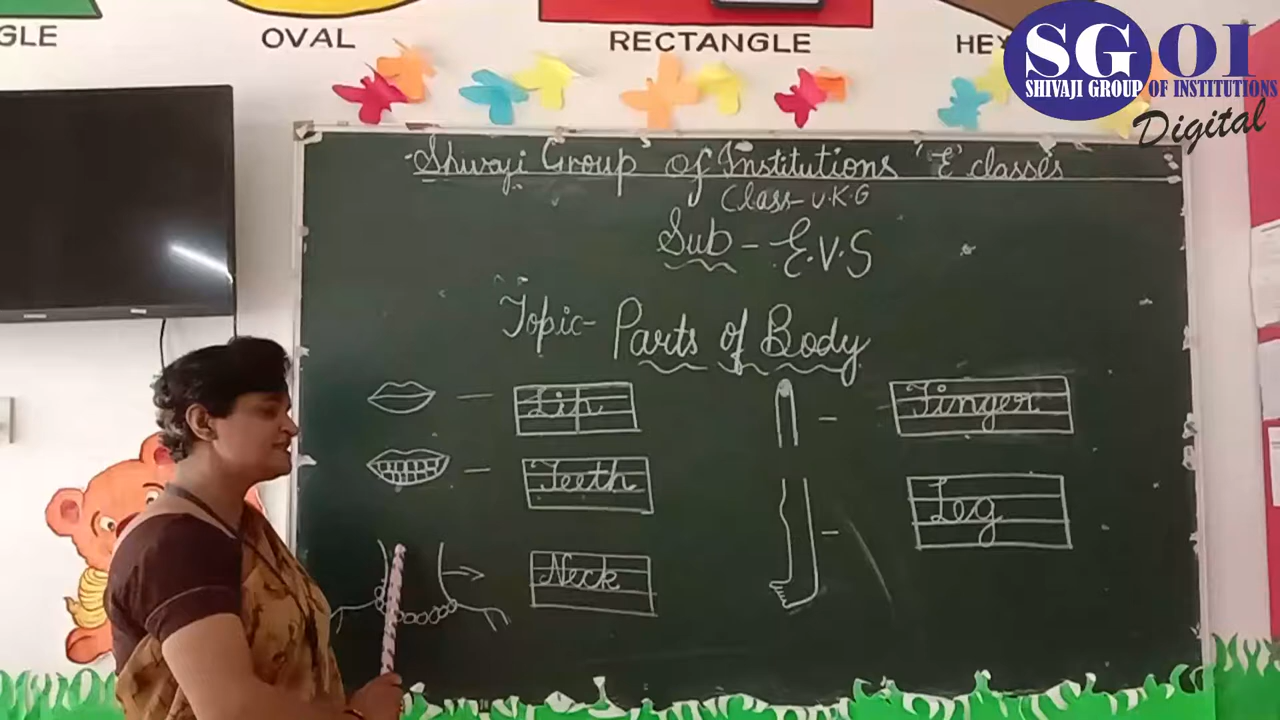 GLE
OVAL
RECTANGLE
HE
SGOI
SHIVAJI GROUP OF INSTITUTIONS
Digital
Shivaji Group of Institutions 'E' classes
Class- U.K.G
Sub - E.V.S
Topic- Parts of Body
Lip
Teeth
Neck
Finger
Leg